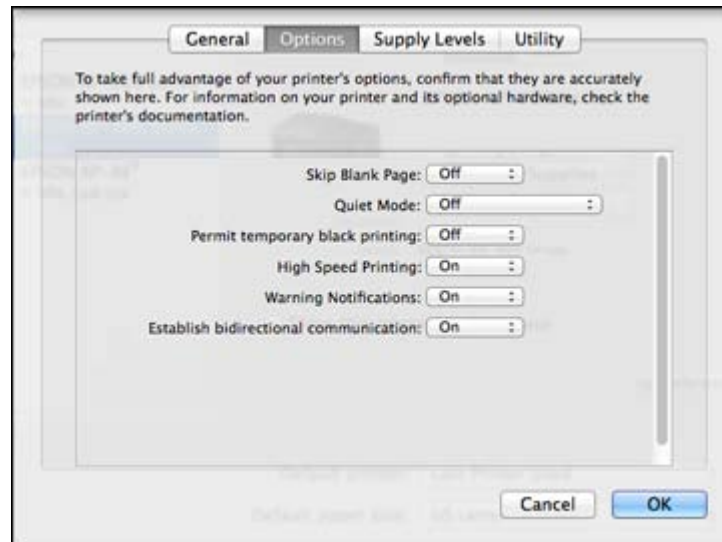 General Options Supply Levels Utility
To take full advantage of your printer's options, confirm that they are accurately
shown here. For information on your printer and its optional hardware, check the
printer's documentation.
Skip Blank Page: Off
Quiet Mode: Off
Permit temporary black printing: Off
High Speed Printing: On
Warning Notifications: On
Establish bidirectional communication: On
Cancel OK